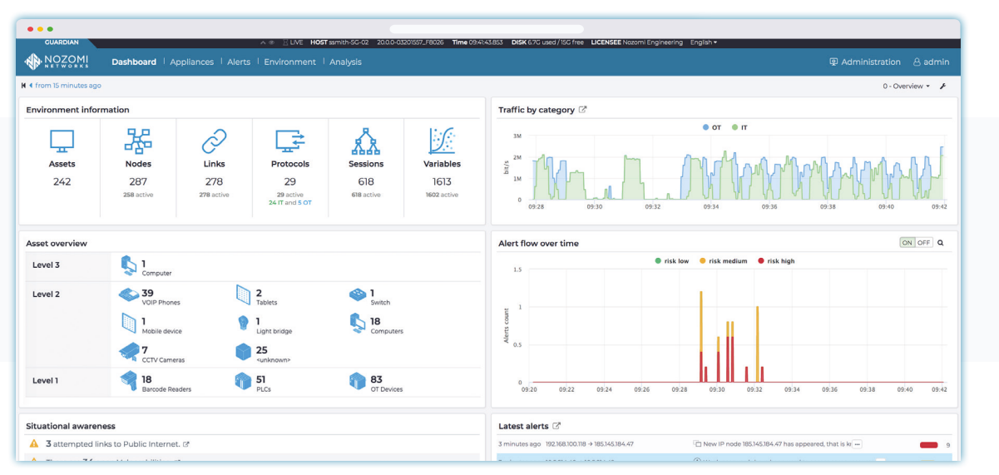 GUARDIAN
LIVE HOST ssmith-SG-02 20.0.0-03201557_F8026 Time 09:41:43.853 DISK 6.7G used / 15G free LICENSEE Nozomi Engineering English
NOZOMI
NETWORKS
Dashboard Appliances Alerts Environment Analysis Administration admin
from 15 minutes ago 0 - Overview
Environment information
Assets Nodes Links Protocols Sessions Variables
242 287 278 29 618 1613
258 active 278 active 29 active 618 active 1602 active
24 IT and 5 OT
Traffic by category
OT IT
bit/s
3M
2M
1M
0
09:28 09:30 09:32 09:34 09:36 09:38 09:40 09:42
Asset overview
Level 3
1
Computer
Level 2
39 2 1
VOIP Phones Tablets Switch
1 1 18
Mobile device Light bridge Computers
7 25
CCTV Cameras <unknown>
Level 1
18 51 83
Barcode Readers PLCs OT Devices
Alert flow over time ON OFF
risk low risk medium risk high
Alerts count
1.5
1
0.5
0
09:20 09:22 09:24 09:26 09:28 09:30 09:32 09:34 09:36 09:38 09:40 09:42
Situational awareness
3 attempted links to Public Internet.
Latest alerts
3 minutes ago 192.168.100.118 → 185.145.184.47 New IP node 185.145.184.47 has appeared, that is ... 9